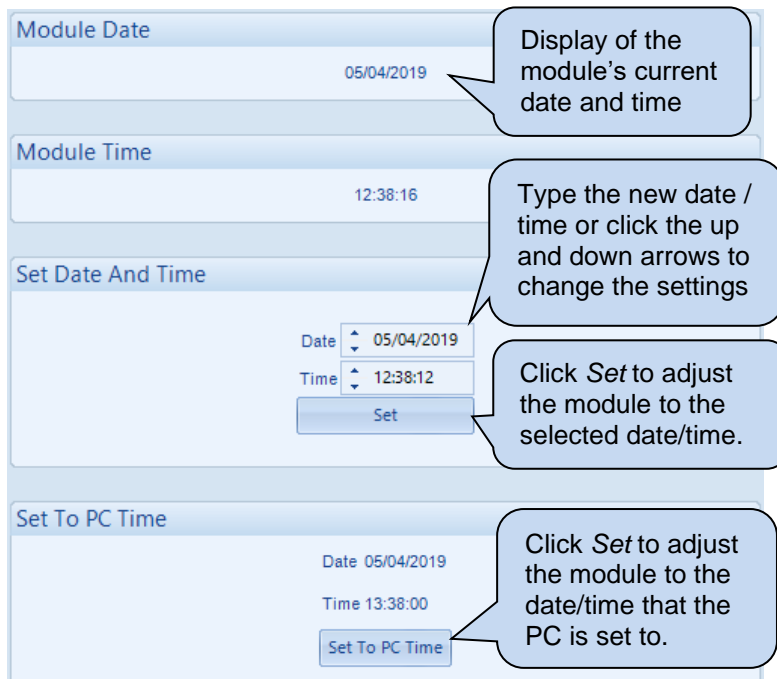 Module Date
05/04/2019
Display of the
module’s current
date and time
Module Time
12:38:16
Type the new date /
time or click the up
and down arrows to
change the settings
Set Date And Time
Date 05/04/2019
Time 12:38:12
Set
Click Set to adjust
the module to the
selected date/time.
Set To PC Time
Date 05/04/2019
Time 13:38:00
Set To PC Time
Click Set to adjust
the module to the
date/time that the
PC is set to.